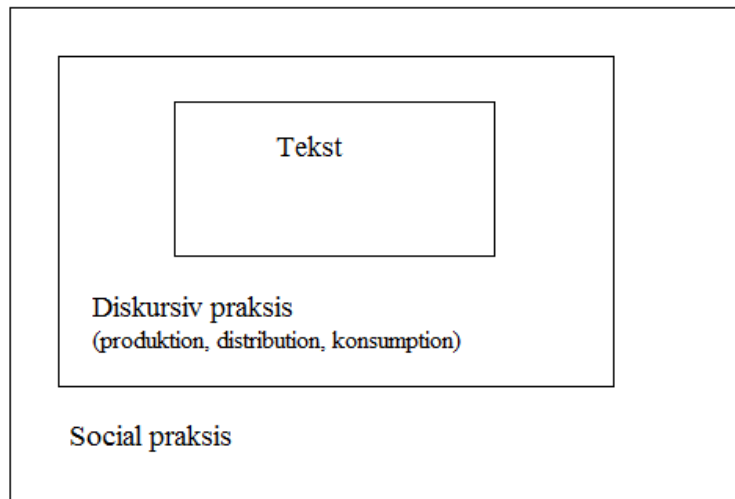 Tekst
Diskursiv praksis
(produktion, distribution, konsumption)
Social praksis